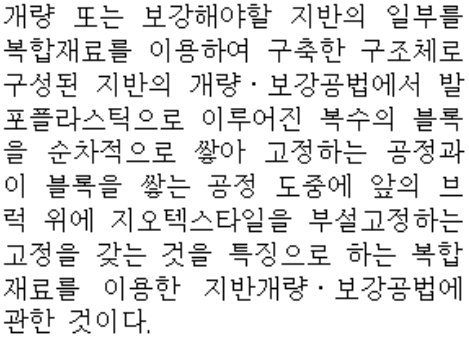 개량 또는 보강해야할 지반의 일부를
복합재료를 이용하여 구축한 구조체로
구성된 지반의 개량·보강공법에서 발
포플라스틱으로 이루어진 복수의 블록
을 순차적으로 쌓아 고정하는 공정과
이 블록을 쌓는 공정 도중에 앞의 브
럭 위에 지오텍스타일을 부설고정하는
고정을 갖는 것을 특징으로 하는 복합
재료를 이용한 지반개량·보강공법에
관한 것이다.